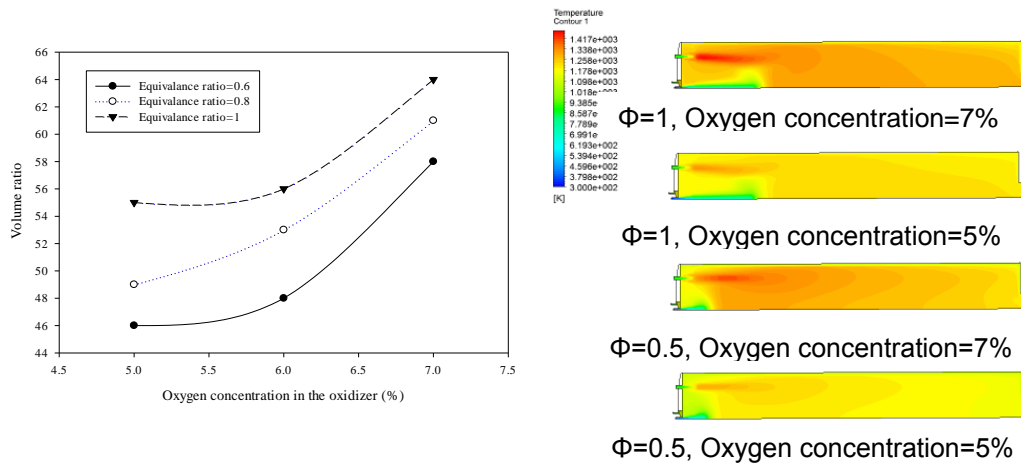 66
64
62
60
58
56
54
52
50
48
46
44
Volume ratio
Equivalance ratio=0.6
Equivalance ratio=0.8
Equivalance ratio=1
4.5 5.0 5.5 6.0 6.5 7.0 7.5
Oxygen concentration in the oxidizer (%)
Temperature
Contour 1
1.417e+003
1.338e+003
1.258e+003
1.178e+003
1.098e+003
1.018e+003
9.385e
8.587e
7.789e
6.991e
6.193e+002
5.394e+002
4.596e+002
3.798e+002
3.000e+002
[K]
Φ=1, Oxygen concentration=7%
Φ=1, Oxygen concentration=5%
Φ=0.5, Oxygen concentration=7%
Φ=0.5, Oxygen concentration=5%